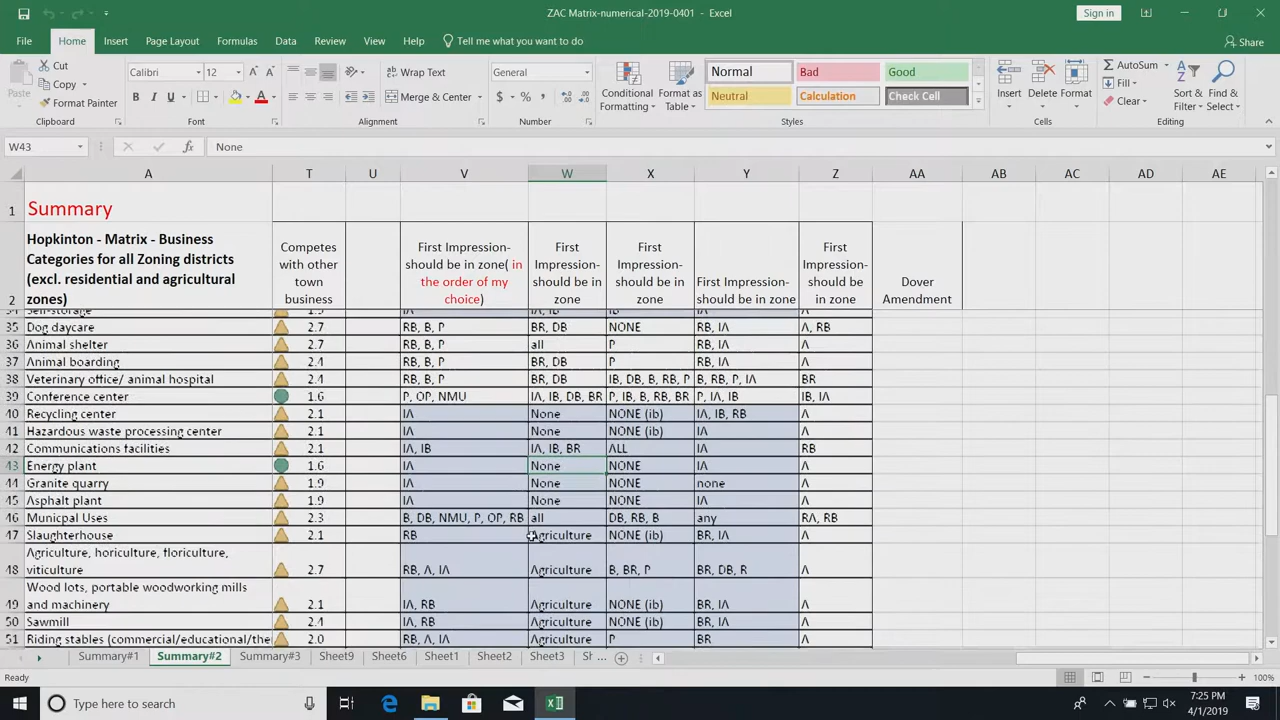 ZAC Matrix-numerical-2019-0401 - Excel
Sign in
File Home Insert Page Layout Formulas Data Review View Help Tell me what you want to do Share
Paste Cut Copy Format Painter Clipboard
Calibri 12 B I U A Font
Wrap Text Merge & Center Alignment
General $ % , Number
Conditional Formatting Format as Table
Normal Bad Good
Neutral Calculation Check Cell
Styles
Insert Delete Format Cells
AutoSum Fill Clear Sort & Filter Find & Select Editing
W43 fx None
A T U V W X Y Z AA AB AC AD AE
1 Summary
2 Hopkinton - Matrix - Business Categories for all Zoning districts (excl. residential and agricultural zones) Competes with other town business First Impression- should be in zone( in the order of my choice) First Impression- should be in zone First Impression- should be in zone First Impression- should be in zone First Impression- should be in zone Dover Amendment
34 Self-storage 1.5 IA IA, IB IB IA A
35 Dog daycare 2.7 RB, B, P BR, DB NONE RB, IA A, RB
36 Animal shelter 2.7 RB, B, P all P RB, IA A
37 Animal boarding 2.4 RB, B, P BR, DB P RB, IA A
38 Veterinary office/ animal hospital 2.4 RB, B, P BR, DB IB, DB, B, RB, P B, RB, P, IA BR
39 Conference center 1.6 P, OP, NMU IA, IB, DB, BR P, IB, B, RB, BR P, IA, IB IB, IA
40 Recycling center 2.1 IA None NONE (ib) IA, IB, RB A
41 Hazardous waste processing center 2.1 IA None NONE (ib) IA A
42 Communications facilities 2.1 IA, IB IA, IB, BR ALL IA RB
43 Energy plant 1.6 IA None NONE IA A
44 Granite quarry 1.9 IA None NONE none A
45 Asphalt plant 1.9 IA None NONE IA A
46 Municpal Uses 2.3 B, DB, NMU, P, OP, RB all DB, RB, B any RA, RB
47 Slaughterhouse 2.1 RB Agriculture NONE (ib) BR, IA A
48 Agriculture, horiculture, floriculture, viticulture 2.7 RB, A, IA Agriculture B, BR, P BR, DB, R A
49 Wood lots, portable woodworking mills and machinery 2.1 IA, RB Agriculture NONE (ib) BR, IA A
50 Sawmill 2.4 IA, RB Agriculture NONE (ib) BR, IA A
51 Riding stables (commercial/educational/the 2.0 RB, A, IA Agriculture P BR A
Summary#1 Summary#2 Summary#3 Sheet9 Sheet6 Sheet1 Sheet2 Sheet3 Sh ...
Ready 100%
Type here to search 7:25 PM
4/1/2019